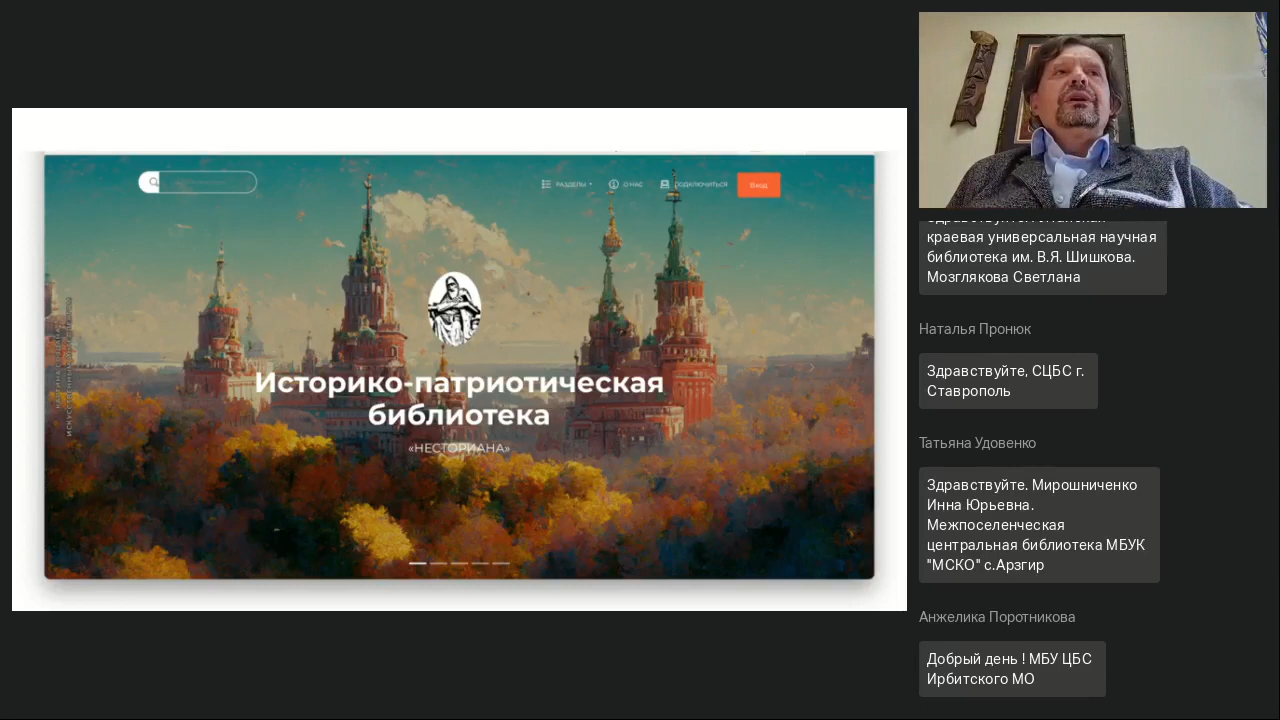 РАЗДЕЛЫ
О НАС
ПОДКЛЮЧИТЬСЯ
Вход
Историко-патриотическая
библиотека
«НЕСТОРИАНА»
краевая универсальная научная
библиотека им. В.Я. Шишкова.
Мозглякова Светлана
Наталья Пронюк
Здравствуйте, СЦБС г.
Ставрополь
Татьяна Удовенко
Здравствуйте. Мирошниченко
Инна Юрьевна.
Межпоселенческая
центральная библиотека МБУК
"МСКО" с.Арзгир
Анжелика Поротникова
Добрый день ! МБУ ЦБС
Ирбитского МО